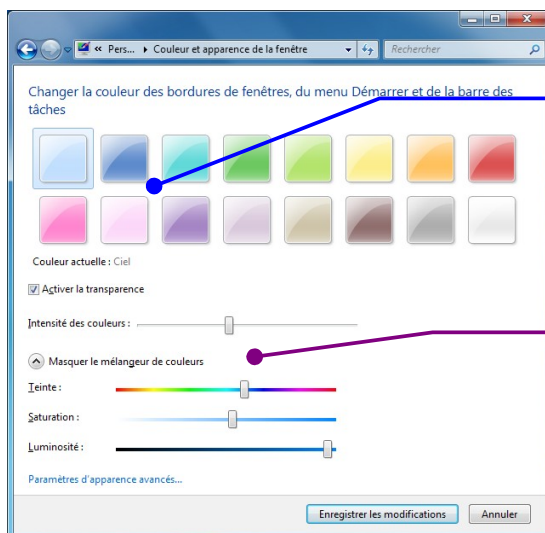 « Pers... ▸ Couleur et apparence de la fenêtre
Rechercher
Changer la couleur des bordures de fenêtres, du menu Démarrer et de la barre des
tâches
Couleur actuelle : Ciel
Activer la transparence
Intensité des couleurs :
Masquer le mélangeur de couleurs
Teinte :
Saturation :
Luminosité :
Paramètres d'apparence avancés...
Enregistrer les modifications
Annuler